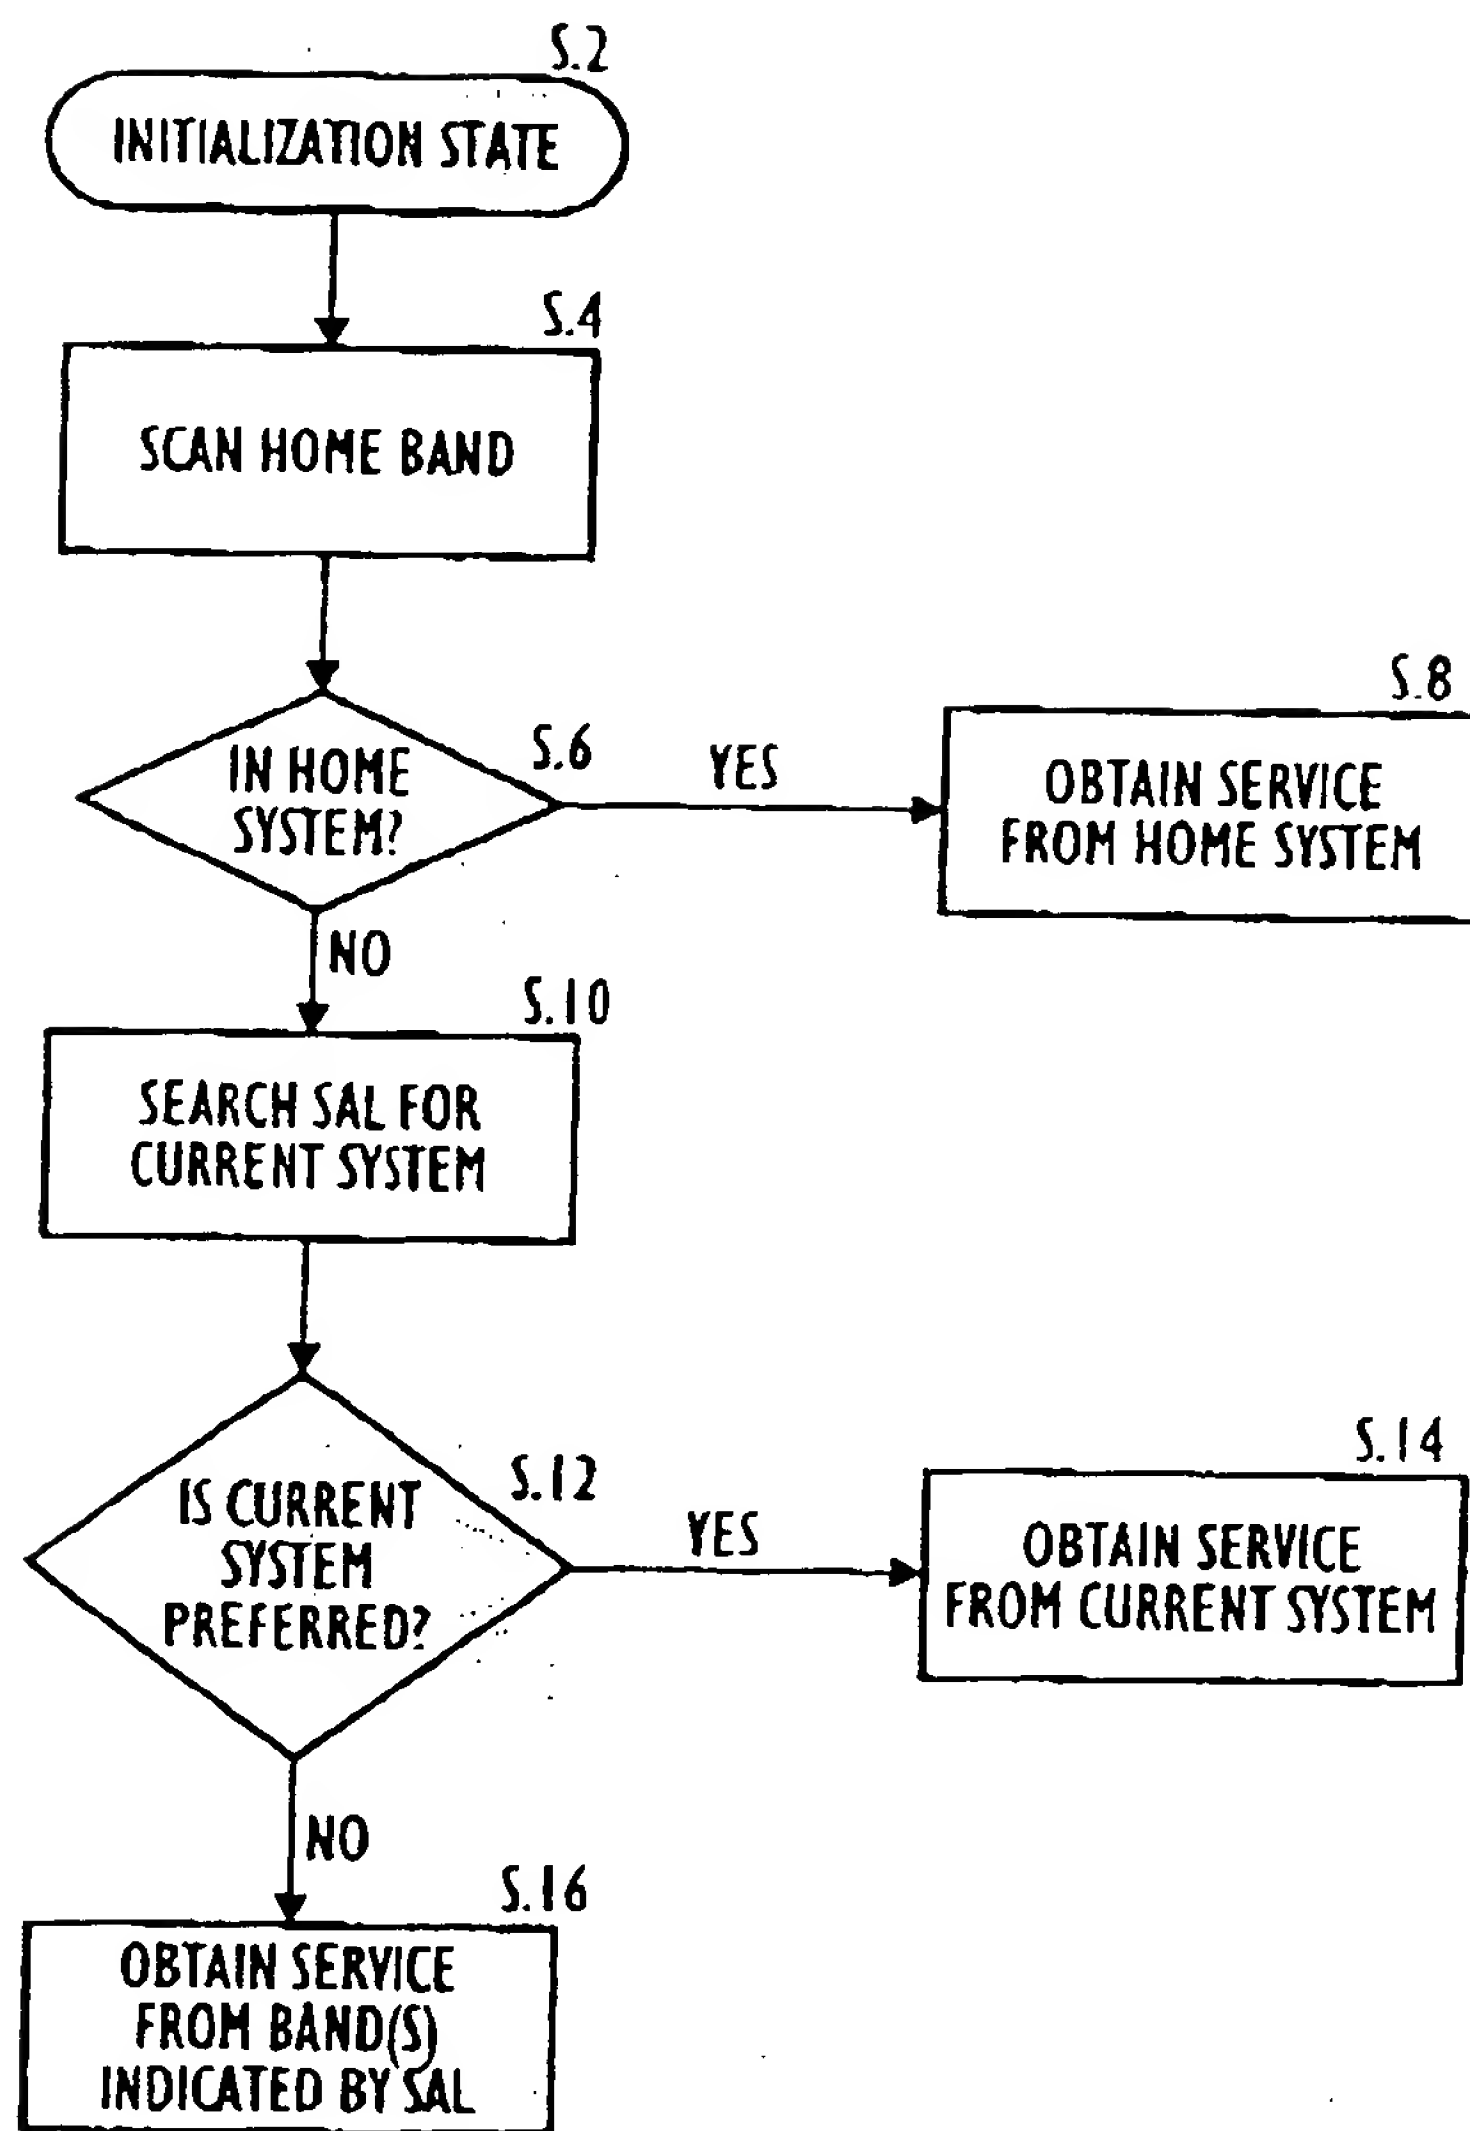 S.2
INITIALIZATION STATE
S.4
SCAN HOME BAND
S.6
IN HOME
SYSTEM?
YES
S.8
OBTAIN SERVICE
FROM HOME SYSTEM
NO
S.10
SEARCH SAL FOR
CURRENT SYSTEM
S.12
IS CURRENT
SYSTEM
PREFERRED?
YES
S.14
OBTAIN SERVICE
FROM CURRENT SYSTEM
NO
S.16
OBTAIN SERVICE
FROM BAND(S)
INDICATED BY SAL